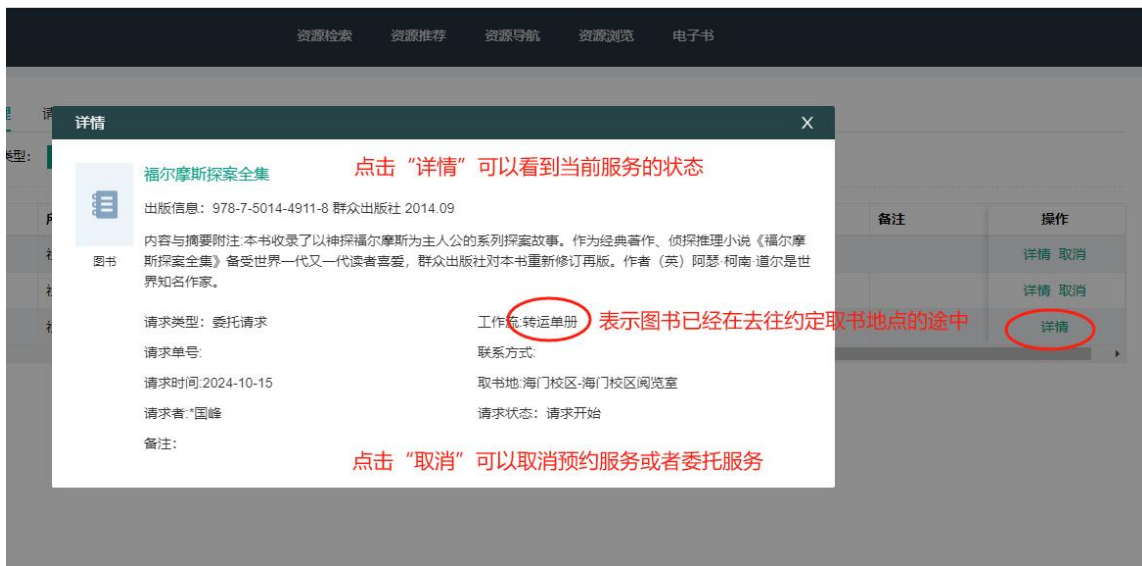 资源检索 资源推荐 资源导航 资源浏览 电子书
详情 X
点击“详情”可以看到当前服务的状态
福尔摩斯探案全集
出版信息：978-7-5014-4911-8 群众出版社 2014.09
内容与摘要附注:本书收录了以神探福尔摩斯为主人公的系列探案故事。作为经典著作、侦探推理小说《福尔摩
斯探案全集》备受世界一代又一代读者喜爱，群众出版社对本书重新修订再版。作者（英）阿瑟·柯南·道尔是世
界知名作家。
图书
请求类型：委托请求 工作流:转运单册
表示图书已经在去往约定取书地点的途中
请求单号: 联系方式:
请求时间:2024-10-15 取书地:海门校区-海门校区阅览室
请求者:*国峰 请求状态：请求开始
备注：
点击“取消”可以取消预约服务或者委托服务
类型：
备注 操作
详情 取消
详情 取消
详情